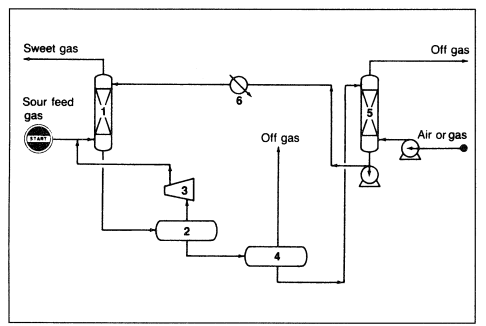 Sweet gas
Off gas
Sour feed
gas
START
1
6
5
Off gas
Air or gas
3
2
4